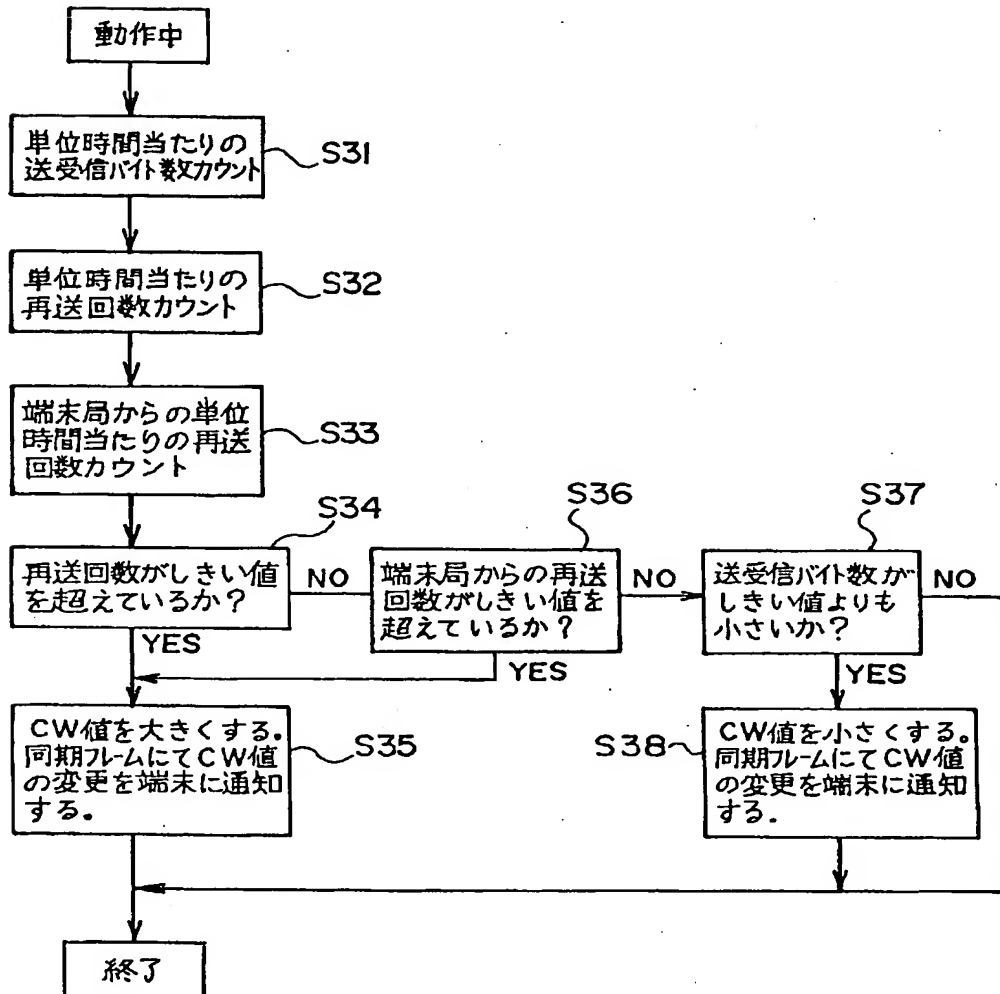 動作中
単位時間当たりの
送受信バイト数カウント
S31
単位時間当たりの
再送回数カウント
S32
端末局からの単位
時間当たりの再送
回数カウント
S33
S34
再送回数がしきい値
を超えているか?
NO
YES
S36
端末局からの再送
回数がしきい値を
超えているか?
NO
YES
S37
送受信バイト数が
しきい値よりも
小さいか?
NO
YES
CW値を大きくする.
同期フレームにてCW値
の変更を端末に通知
する.
S35
S38
CW値を小さくする.
同期フレームにてCW値
の変更を端末に通知
する.
終了